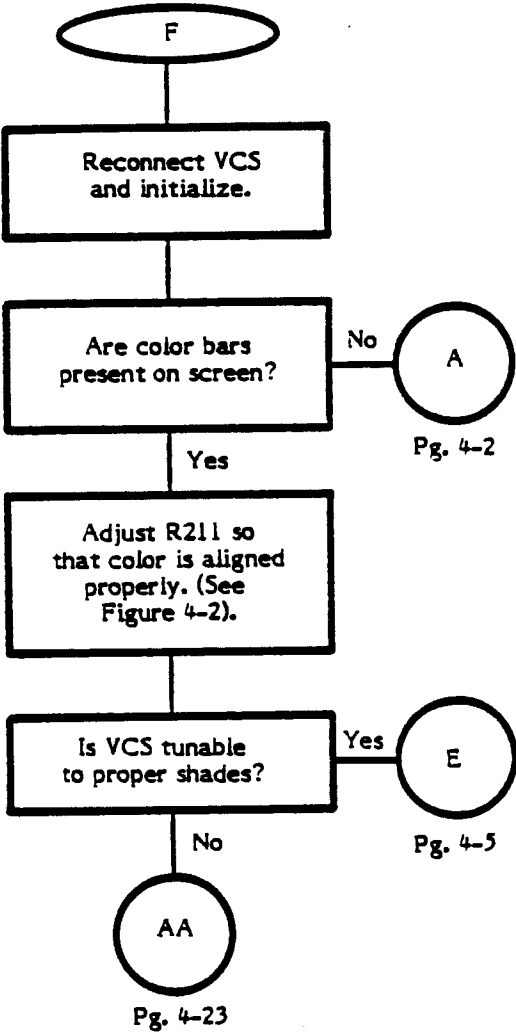 F
Reconnect VCS
and initialize.
Are color bars
present on screen?
No
A
Pg. 4-2
Yes
Adjust R211 so
that color is aligned
properly. (See
Figure 4-2).
Is VCS tunable
to proper shades?
Yes
E
Pg. 4-5
No
AA
Pg. 4-23